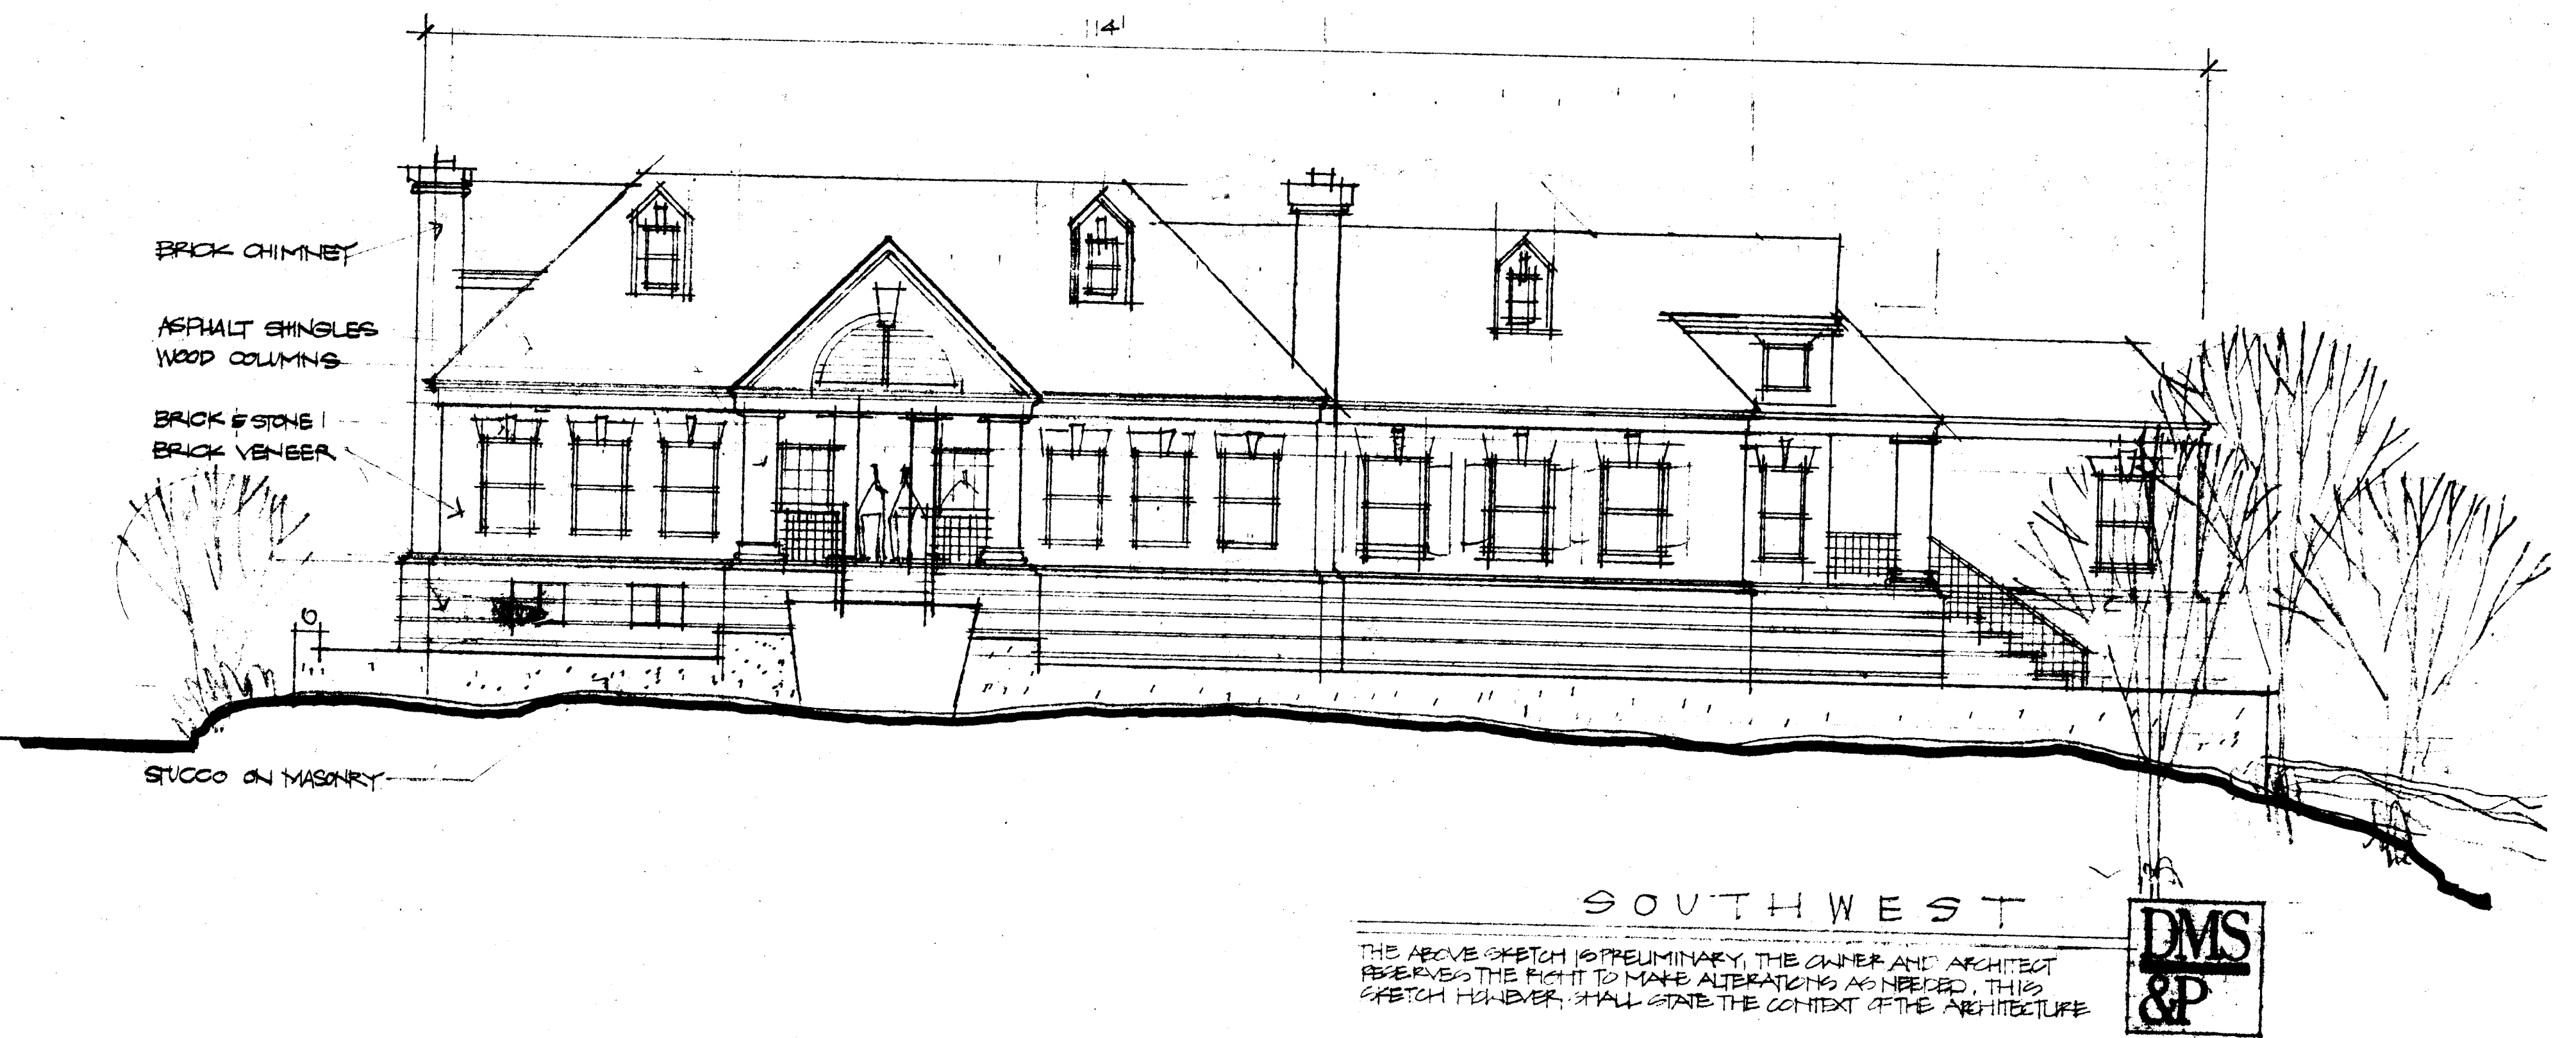 114'
BRICK CHIMNEY
ASPHALT SHINGLES
WOOD COLUMNS
BRICK & STONE
BRICK VENEER
6
STUCCO ON MASONRY
SOUTHWEST
THE ABOVE SKETCH IS PRELIMINARY, THE OWNER AND ARCHITECT
RESERVES THE RIGHT TO MAKE ALTERATIONS AS NEEDED. THIS
SKETCH HOWEVER, SHALL STATE THE CONTEXT OF THE ARCHITECTURE
DMS
&P